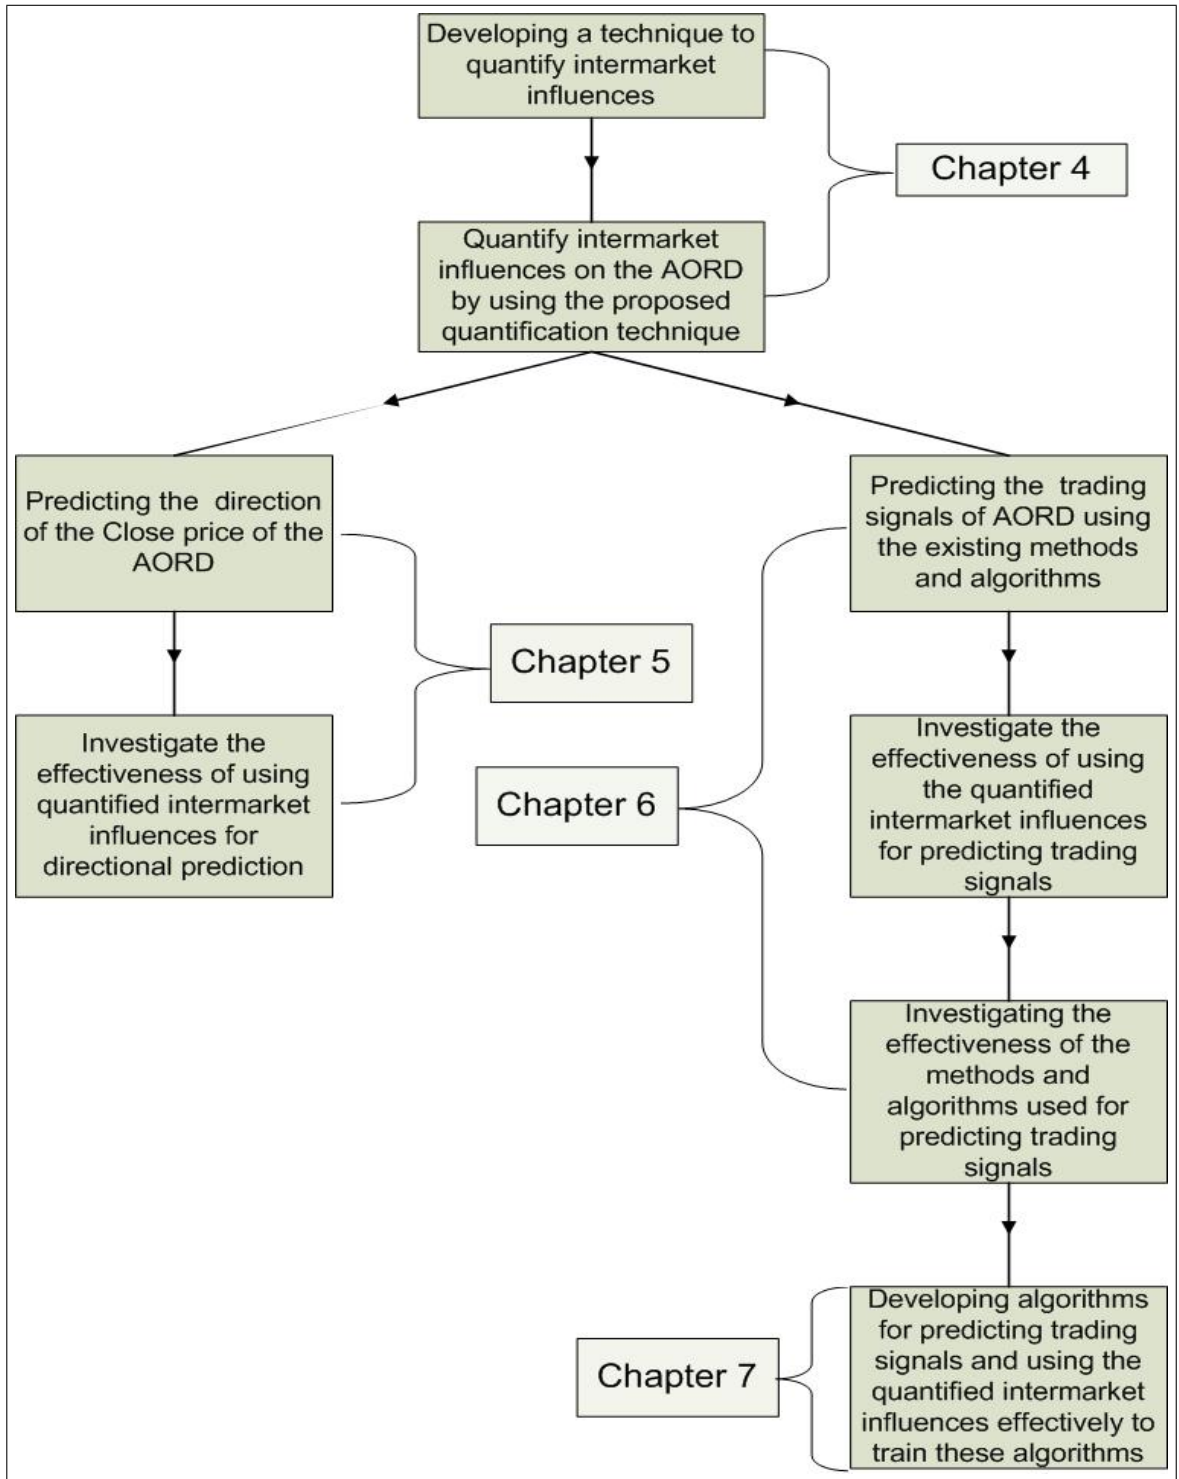 Developing a technique to
quantify intermarket
influences
Chapter 4
Quantify intermarket
influences on the AORD
by using the proposed
quantification technique
Predicting the direction
of the Close price of the
AORD
Chapter 5
Investigate the
effectiveness of using
quantified intermarket
influences for
directional prediction
Predicting the trading
signals of AORD using
the existing methods
and algorithms
Chapter 6
Investigate the
effectiveness of using
the quantified
intermarket influences
for predicting trading
signals
Investigating the
effectiveness of the
methods and
algorithms used for
predicting trading
signals
Chapter 7
Developing algorithms
for predicting trading
signals and using the
quantified intermarket
influences effectively to
train these algorithms